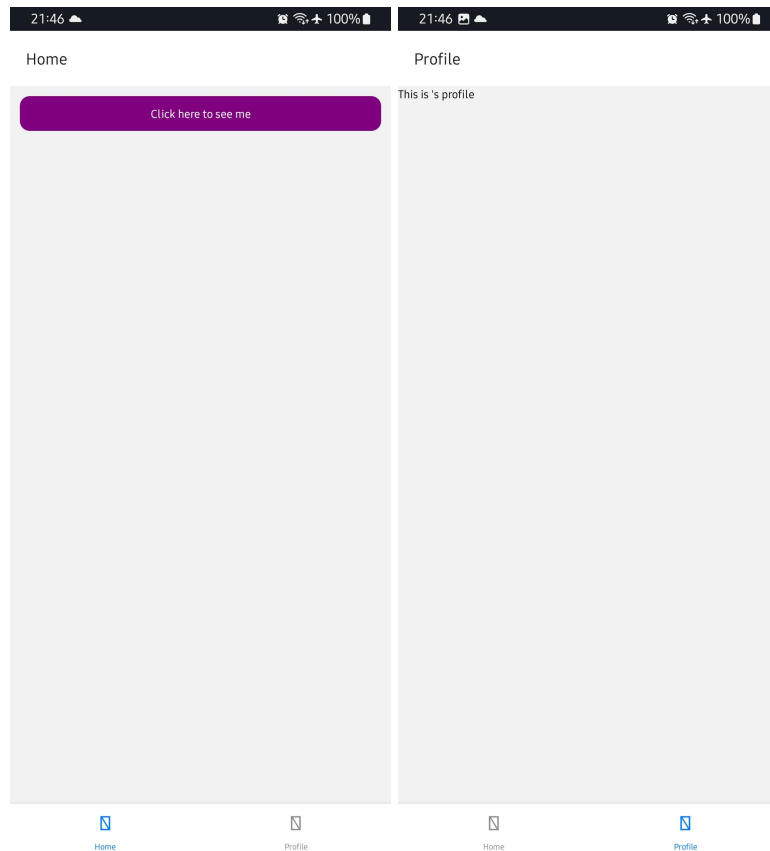 21:46
100%
Home
Click here to see me
Home
Profile
21:46
100%
Profile
This is 's profile
Home
Profile